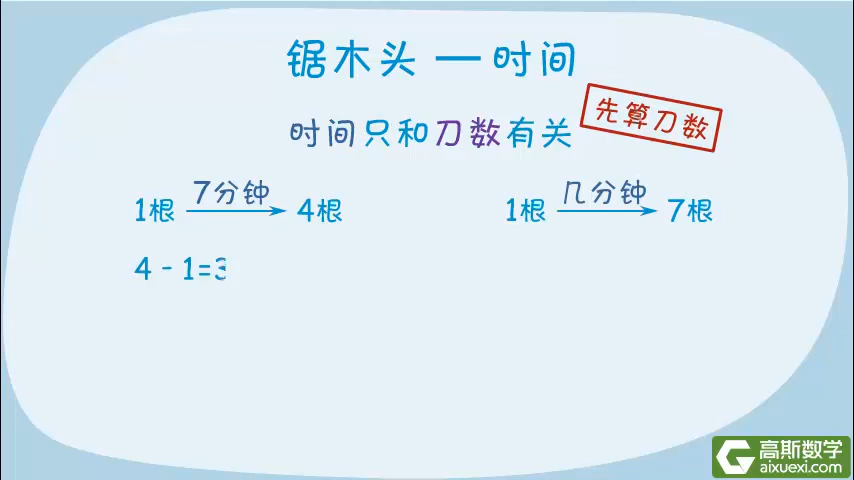 锯木头 — 时间
时间只和刀数有关
先算刀数
7分钟
1根 4根
几分钟
1根 7根
4 - 1=3
高斯数学
aixuexi.com